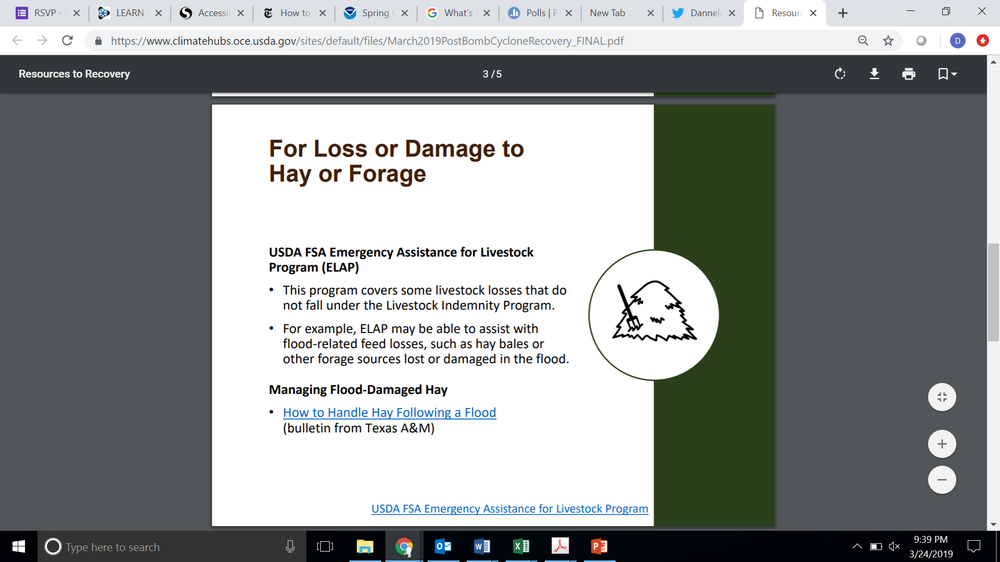 RSVP -
LEARN
Accessil
How to
Spring
What's
Polls | P
New Tab
Dannele
Resourc
https://www.climatehubs.oce.usda.gov/sites/default/files/March2019PostBombCycloneRecovery_FINAL.pdf
D
Resources to Recovery
3 / 5
For Loss or Damage to
Hay or Forage
USDA FSA Emergency Assistance for Livestock
Program (ELAP)
• This program covers some livestock losses that do
not fall under the Livestock Indemnity Program.
• For example, ELAP may be able to assist with
flood-related feed losses, such as hay bales or
other forage sources lost or damaged in the flood.
Managing Flood-Damaged Hay
• How to Handle Hay Following a Flood
(bulletin from Texas A&M)
USDA FSA Emergency Assistance for Livestock Program
Type here to search
9:39 PM
3/24/2019